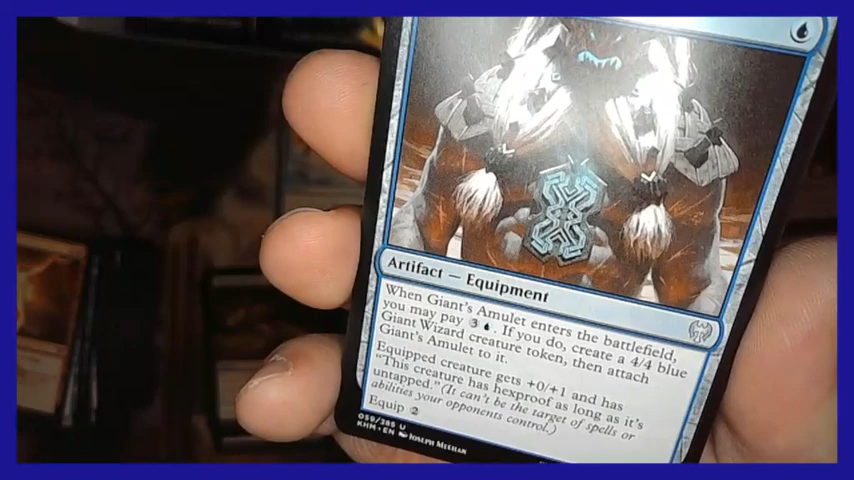 Artifact — Equipment
When Giant's Amulet enters the battlefield,
you may pay 3. If you do, create a 4/4 blue
Giant Wizard creature token, then attach
Giant's Amulet to it.
Equipped creature gets +0/+1 and has
"This creature has hexproof as long as it's
untapped." (It can't be the target of spells or
abilities your opponents control.)
Equip 2
059/285 U
KHM • EN Joseph Meehan